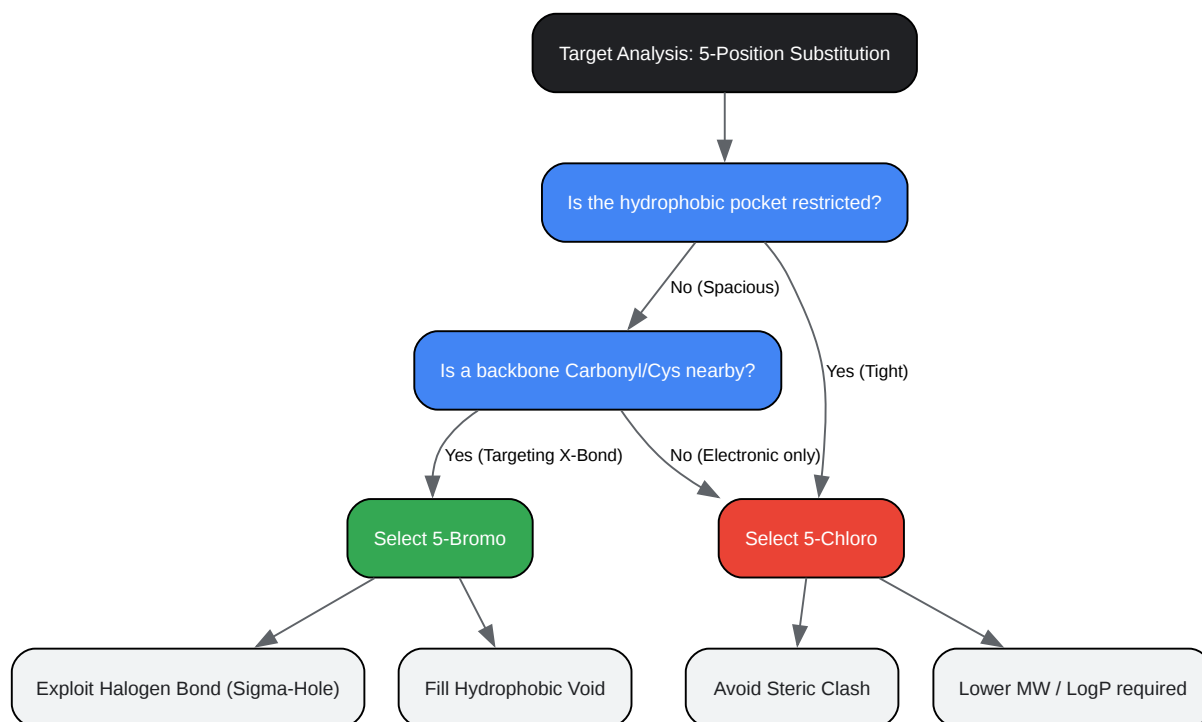 Target Analysis: 5-Position Substitution
Is the hydrophobic pocket restricted?
No (Spacious)
Is a backbone Carbonyl/Cys nearby?
Yes (Tight)
Yes (Targeting X-Bond)
No (Electronic only)
Select 5-Bromo
Select 5-Chloro
Exploit Halogen Bond (Sigma-Hole)
Fill Hydrophobic Void
Avoid Steric Clash
Lower MW / LogP required